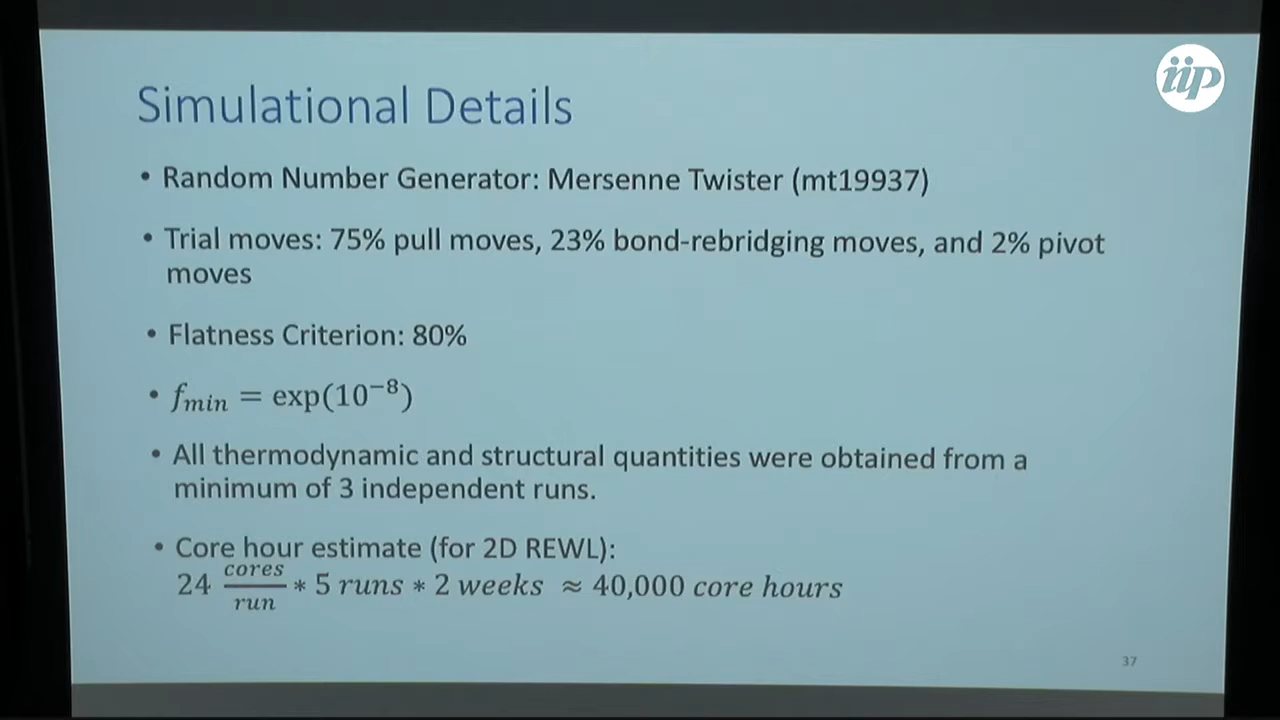 iip
Simulational Details
• Random Number Generator: Mersenne Twister (mt19937)
• Trial moves: 75% pull moves, 23% bond-rebridging moves, and 2% pivot
moves
• Flatness Criterion: 80%
• f_min = exp(10⁻⁸)
• All thermodynamic and structural quantities were obtained from a
minimum of 3 independent runs.
• Core hour estimate (for 2D REWL):
24 cores/run * 5 runs * 2 weeks ≈ 40,000 core hours
37